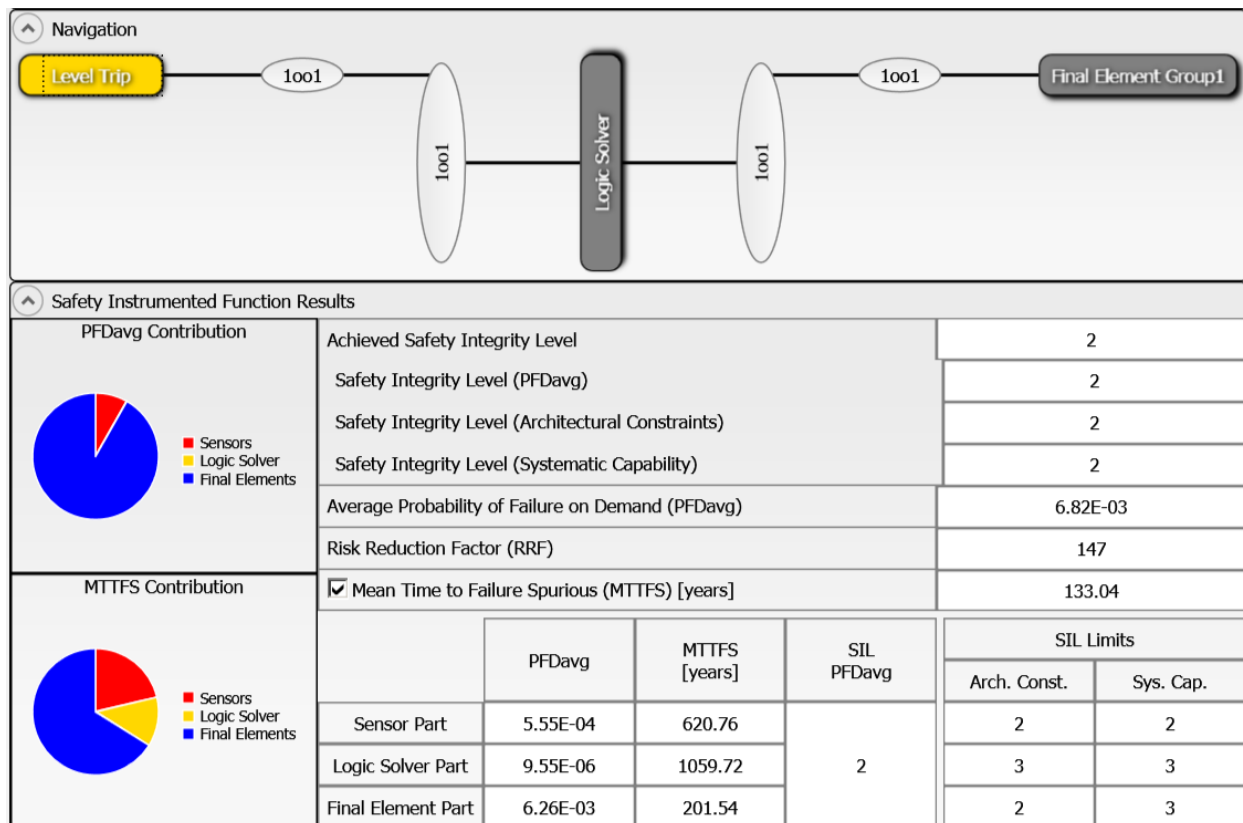 Navigation
Level Trip
1oo1
1oo1
Logic Solver
1oo1
1oo1
Final Element Group1
Safety Instrumented Function Results
PFDavg Contribution
Sensors
Logic Solver
Final Elements
MTTFS Contribution
Sensors
Logic Solver
Final Elements
Achieved Safety Integrity Level 2
Safety Integrity Level (PFDavg) 2
Safety Integrity Level (Architectural Constraints) 2
Safety Integrity Level (Systematic Capability) 2
Average Probability of Failure on Demand (PFDavg) 6.82E-03
Risk Reduction Factor (RRF) 147
Mean Time to Failure Spurious (MTTFS) [years] 133.04
PFDavg
MTTFS
[years]
SIL
PFDavg
SIL Limits
Arch. Const. Sys. Cap.
Sensor Part 5.55E-04 620.76 2 2
Logic Solver Part 9.55E-06 1059.72 2 3 3
Final Element Part 6.26E-03 201.54 2 3